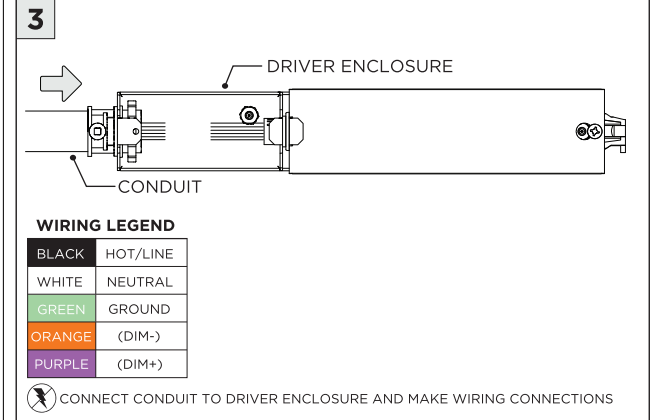 3
DRIVER ENCLOSURE
CONDUIT
WIRING LEGEND
BLACK HOT/LINE
WHITE NEUTRAL
GREEN GROUND
ORANGE (DIM-)
PURPLE (DIM+)
CONNECT CONDUIT TO DRIVER ENCLOSURE AND MAKE WIRING CONNECTIONS